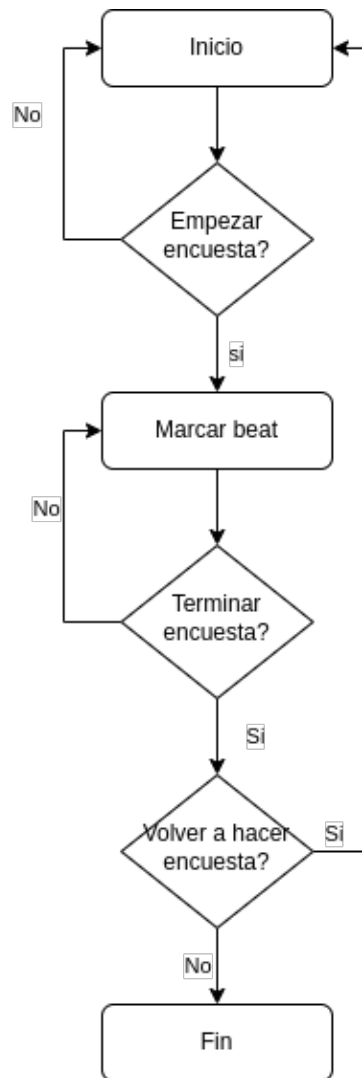 Inicio
No
Empezar
encuesta?
si
Marcar beat
No
Terminar
encuesta?
Si
Volver a hacer
encuesta?
Si
No
Fin